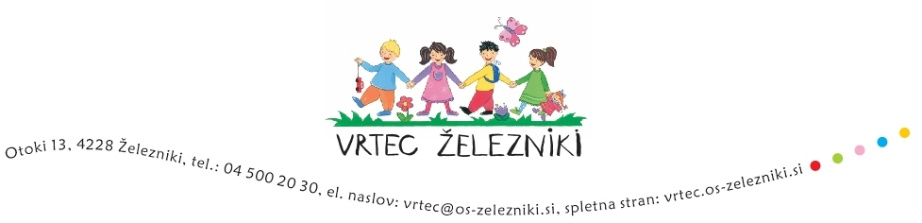 VRTEC ŽELEZNIKI
Otoki 13, 4228 Železniki, tel.: 04 500 20 30, el. naslov: vrtec@os-zelezniki.si, spletna stran: vrtec.os-zelezniki.si